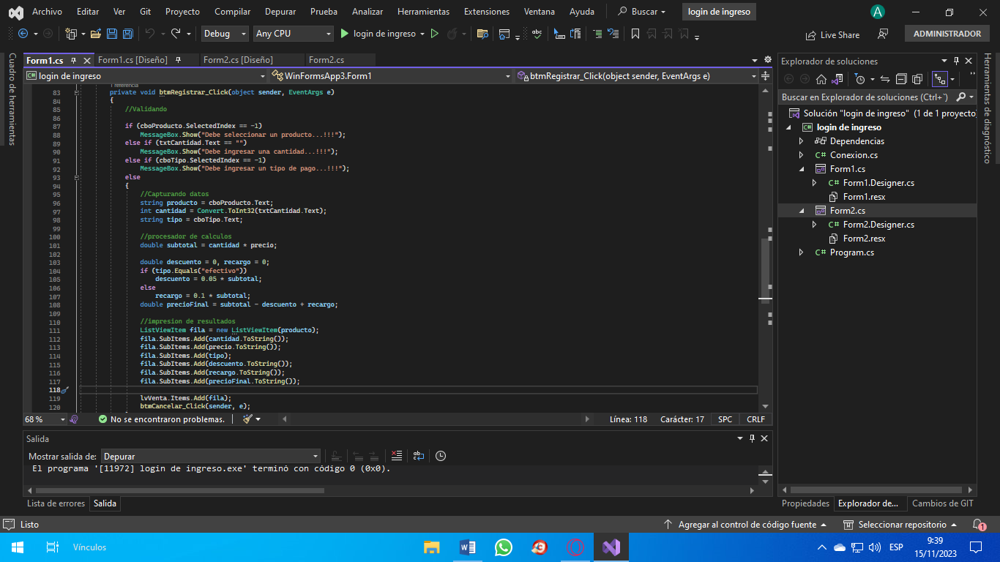 Archivo Editar Ver Git Proyecto Compilar Depurar Prueba Analizar Herramientas Extensiones Ventana Ayuda Buscar login de ingreso A
Debug Any CPU login de ingreso Live Share ADMINISTRADOR
Cuadro de herramientas
Form1.cs Form1.cs [Diseño] Form2.cs [Diseño] Form2.cs
login de ingreso WinFormsApp3.Form1 btmRegistrar_Click(object sender, EventArgs e)
1 referencia
83 private void btmRegistrar_Click(object sender, EventArgs e)
84 {
85 //Validando
86
87 if (cboProducto.SelectedIndex == -1)
88 MessageBox.Show("Debe seleccionar un producto...!!!");
89 else if (txtCantidad.Text == "")
90 MessageBox.Show("Debe ingresar una cantidad...!!!");
91 else if (cboTipo.SelectedIndex == -1)
92 MessageBox.Show("Debe ingresar un tipo de pago...!!!");
93 else
94 {
95 //Capturando datos
96 string producto = cboProducto.Text;
97 int cantidad = Convert.ToInt32(txtCantidad.Text);
98 string tipo = cboTipo.Text;
99
100 //procesador de calculos
101 double subtotal = cantidad * precio;
102
103 double descuento = 0, recargo = 0;
104 if (tipo.Equals("efectivo"))
105 descuento = 0.05 * subtotal;
106 else
107 recargo = 0.1 * subtotal;
108 double precioFinal = subtotal - descuento + recargo;
109
110 //impresion de resultados
111 ListViewItem fila = new ListViewItem(producto);
112 fila.SubItems.Add(cantidad.ToString());
113 fila.SubItems.Add(precio.ToString());
114 fila.SubItems.Add(tipo);
115 fila.SubItems.Add(descuento.ToString());
116 fila.SubItems.Add(recargo.ToString());
117 fila.SubItems.Add(precioFinal.ToString());
118
119 lvVenta.Items.Add(fila);
120 btmCancelar_Click(sender, e);
68 % No se encontraron problemas. Línea: 118 Carácter: 17 SPC CRLF
Salida
Mostrar salida de: Depurar
El programa '[11972] login de ingreso.exe' terminó con código 0 (0x0).
Lista de errores Salida
Explorador de soluciones
Buscar en Explorador de soluciones (Ctrl+`)
Solución "login de ingreso" (1 de 1 proyecto)
login de ingreso
Dependencias
C# Conexion.cs
Form1.cs
C# Form1.Designer.cs
Form1.resx
Form2.cs
C# Form2.Designer.cs
Form2.resx
C# Program.cs
Propiedades Explorador de... Cambios de GIT
Herramientas de diagnóstico
Listo Agregar al control de código fuente Seleccionar repositorio 1
Vínculos ESP 9:39
15/11/2023